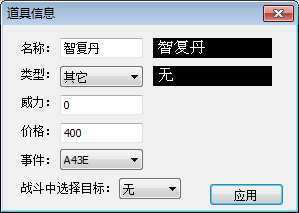 道具信息
名称: 智复丹 智复丹
类型: 其它 无
威力: 0
价格: 400
事件: A43E
战斗中选择目标: 无
应用